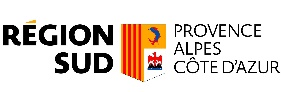 RÉGION
SUD
PROVENCE
ALPES
CÔTE D'AZUR